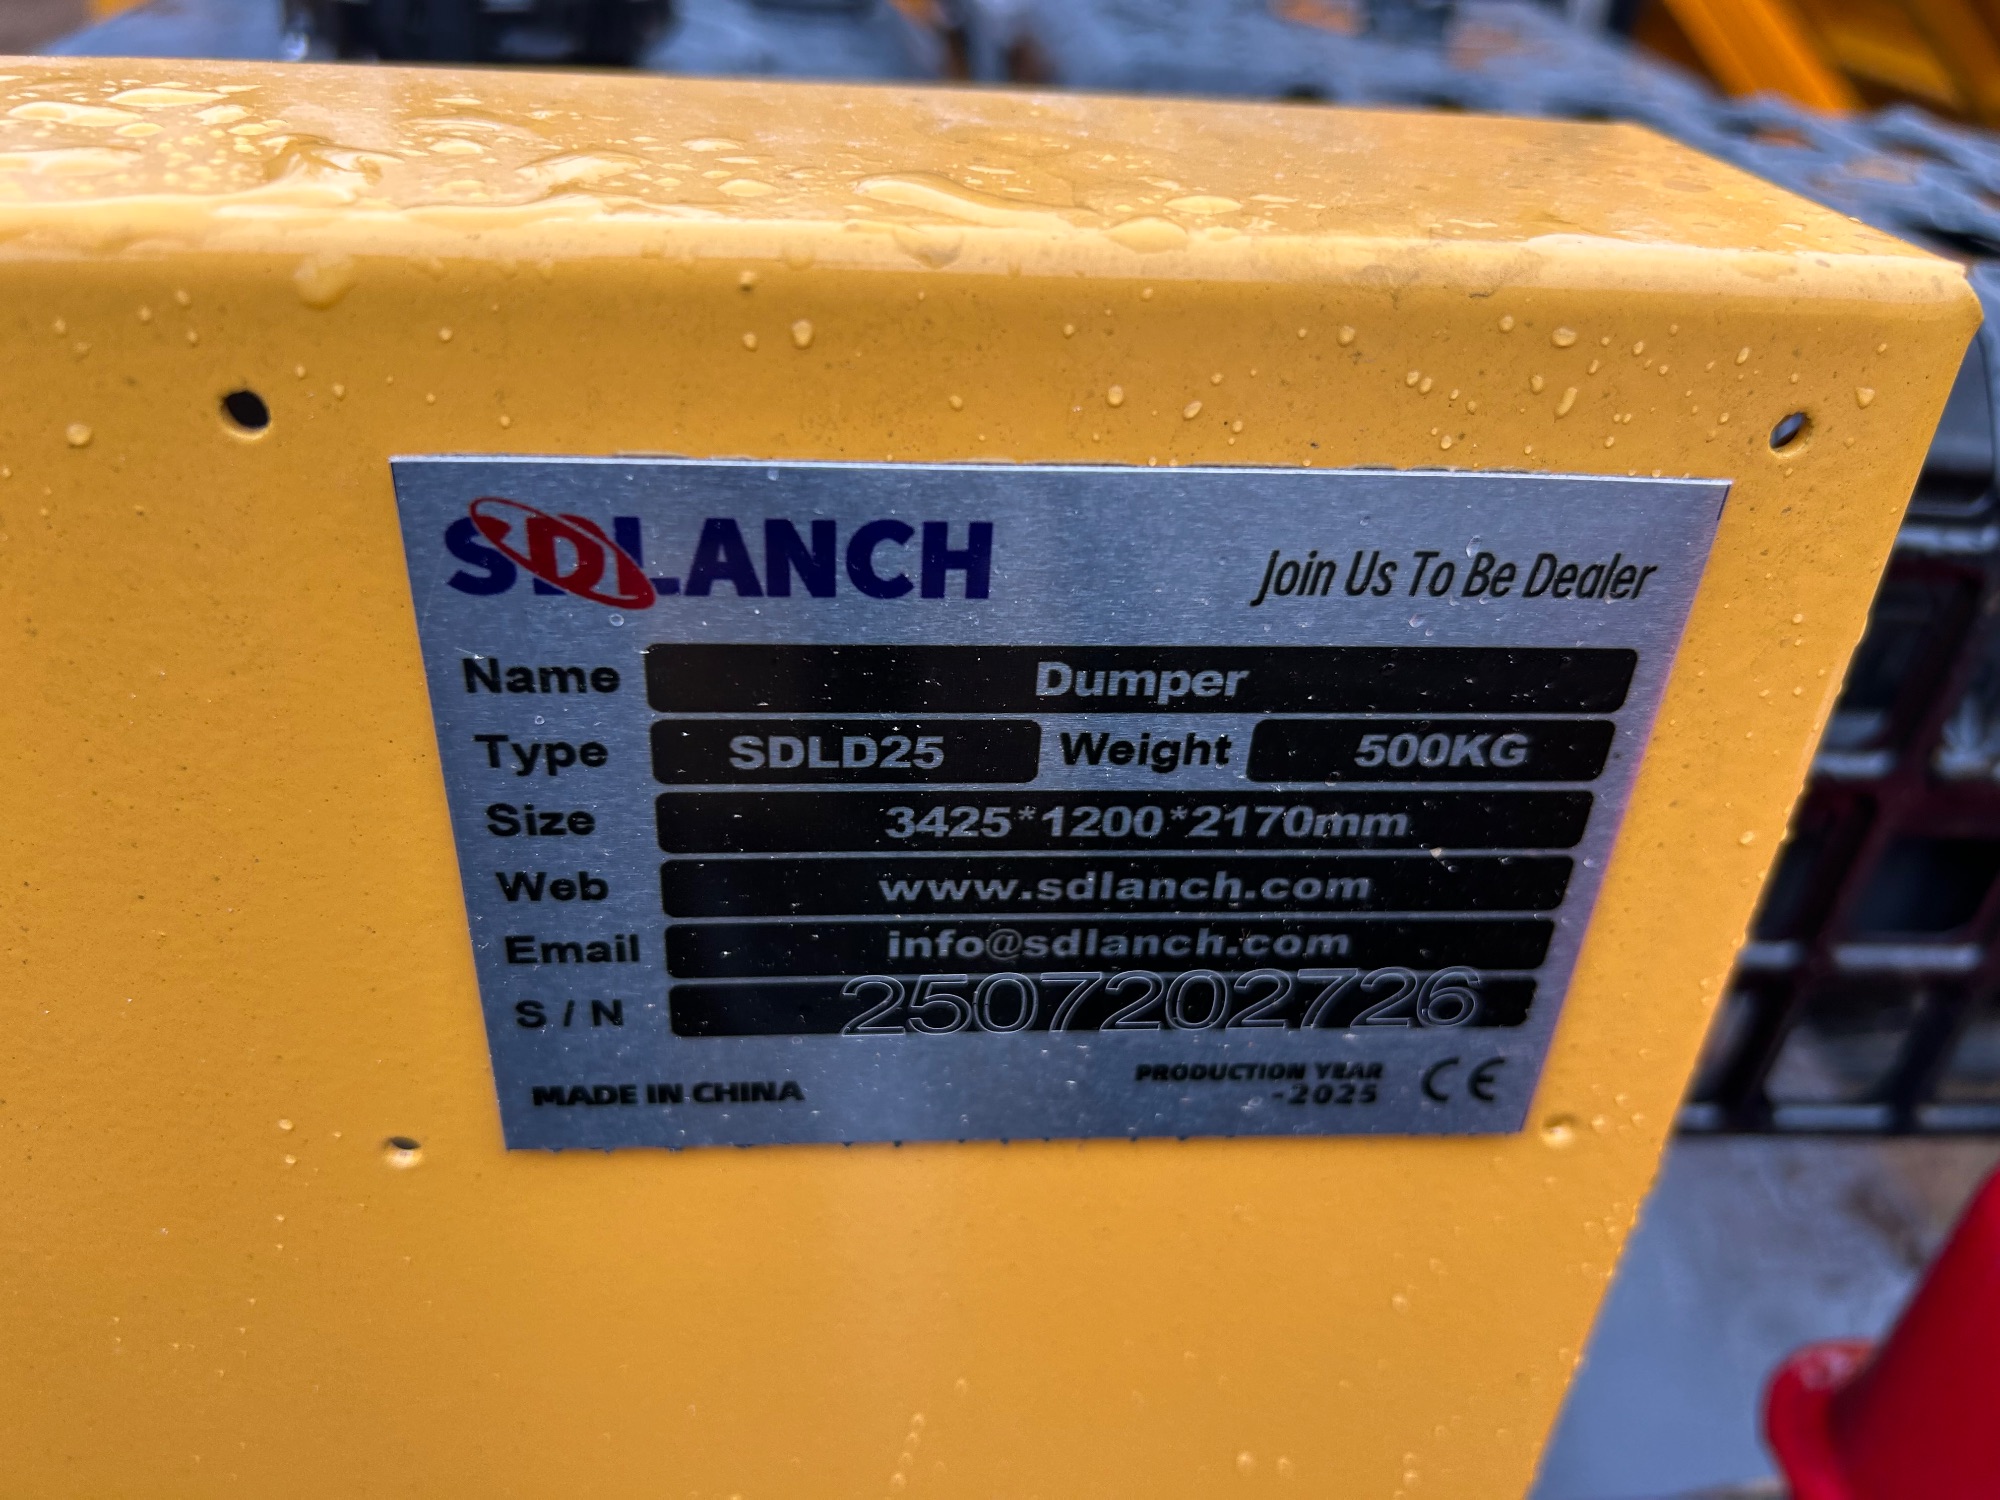 SDLANCH
Join Us To Be Dealer
Name Dumper
Type SDLD25 Weight 500KG
Size 3425*1200*2170mm
Web www.sdlanch.com
Email info@sdlanch.com
S / N 2507202726
MADE IN CHINA
PRODUCTION YEAR
-2025
CE